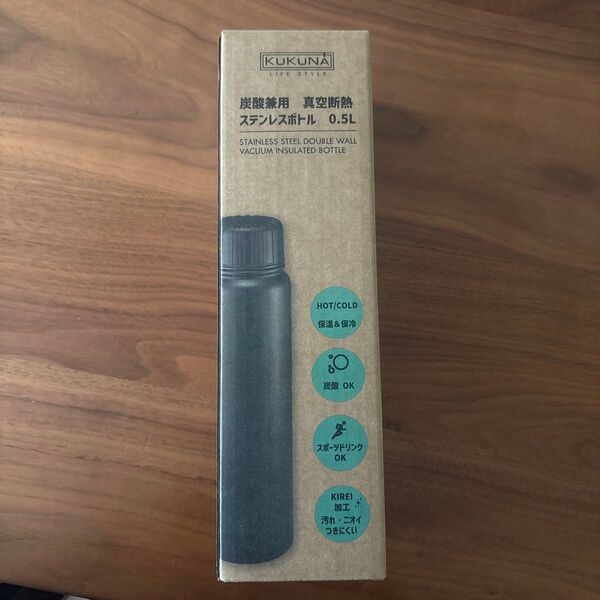 KUKUNA
LIFE STYLE
炭酸兼用 真空断熱
ステンレスボトル 0.5L
STAINLESS STEEL DOUBLE WALL
VACUUM INSULATED BOTTLE
HOT/COLD
保温&保冷
炭酸 OK
スポーツドリンク
OK
KIREI
加工
汚れ・ニオイ
つきにくい